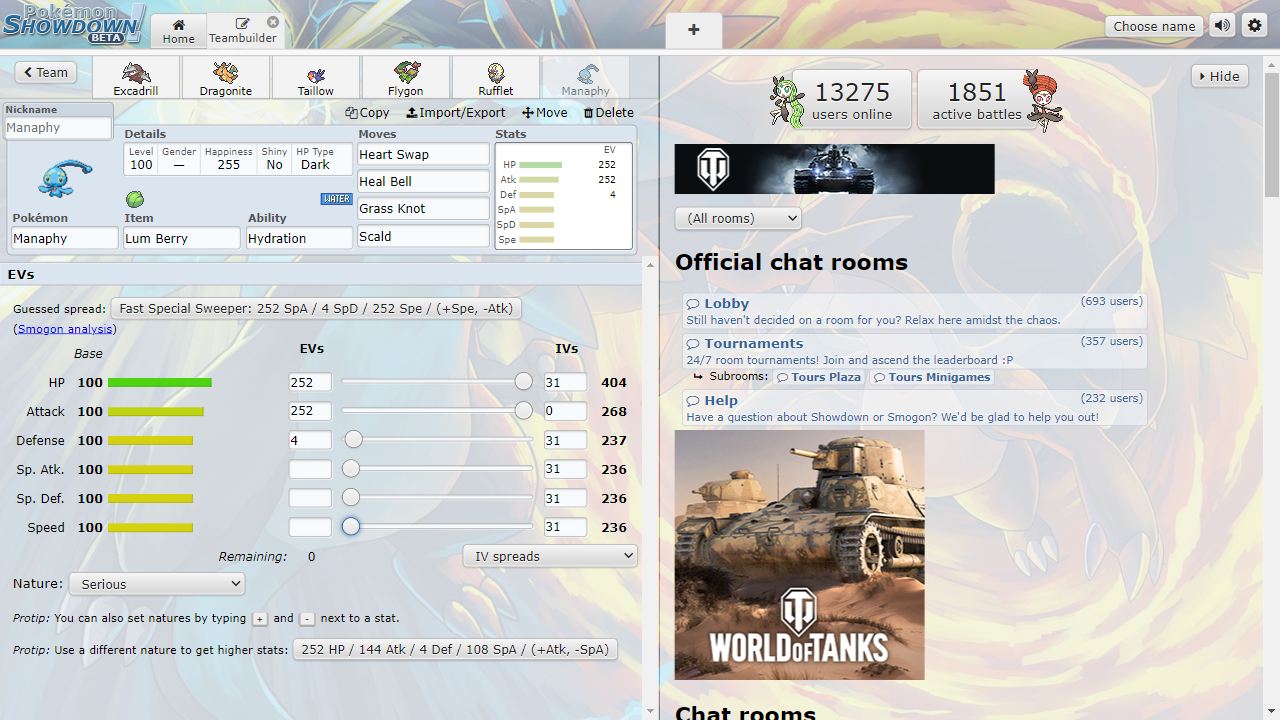 Pokémon
SHOWDOWN!
BETA
Home
Teambuilder
+
Choose name
Team
Excadrill
Dragonite
Taillow
Flygon
Rufflet
Manaphy
Nickname
Manaphy
Copy
Import/Export
Move
Delete
Details
Level Gender Happiness Shiny HP Type
100 — 255 No Dark
WATER
Pokémon
Manaphy
Item
Lum Berry
Ability
Hydration
Moves
Heart Swap
Heal Bell
Grass Knot
Scald
Stats
EV
HP 252
Atk 252
Def 4
SpA
SpD
Spe
EVs
Guessed spread: Fast Special Sweeper: 252 SpA / 4 SpD / 252 Spe / (+Spe, -Atk)
(Smogon analysis)
Base EVs IVs
HP 100 252 31 404
Attack 100 252 0 268
Defense 100 4 31 237
Sp. Atk. 100 31 236
Sp. Def. 100 31 236
Speed 100 31 236
Remaining: 0
IV spreads
Nature: Serious
Protip: You can also set natures by typing + and - next to a stat.
Protip: Use a different nature to get higher stats: 252 HP / 144 Atk / 4 Def / 108 SpA / (+Atk, -SpA)
Hide
13275
users online
1851
active battles
(All rooms)
Official chat rooms
Lobby (693 users)
Still haven't decided on a room for you? Relax here amidst the chaos.
Tournaments (357 users)
24/7 room tournaments! Join and ascend the leaderboard :P
Subrooms: Tours Plaza Tours Minigames
Help (232 users)
Have a question about Showdown or Smogon? We'd be glad to help you out!
WORLD OF TANKS
Chat rooms